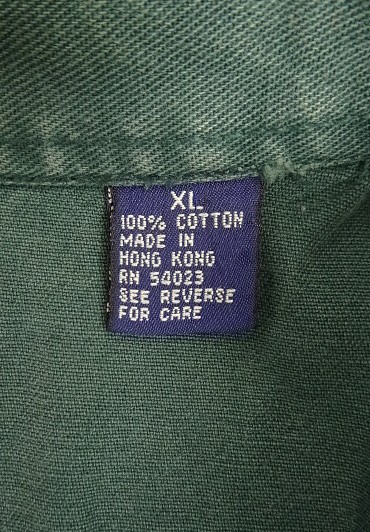 XL
100% COTTON
MADE IN
HONG KONG
RN 54023
SEE REVERSE
FOR CARE